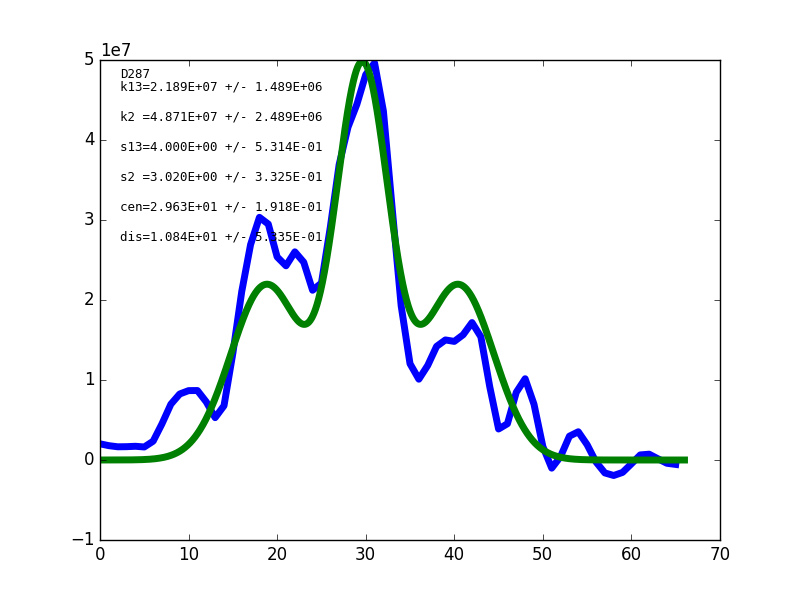 1e7
D287
k13=2.189E+07 +/- 1.489E+06
k2 =4.871E+07 +/- 2.489E+06
s13=4.000E+00 +/- 5.314E-01
s2 =3.020E+00 +/- 3.325E-01
cen=2.963E+01 +/- 1.918E-01
dis=1.084E+01 +/- 5.335E-01
5
4
3
2
1
0
−1
0 10 20 30 40 50 60 70